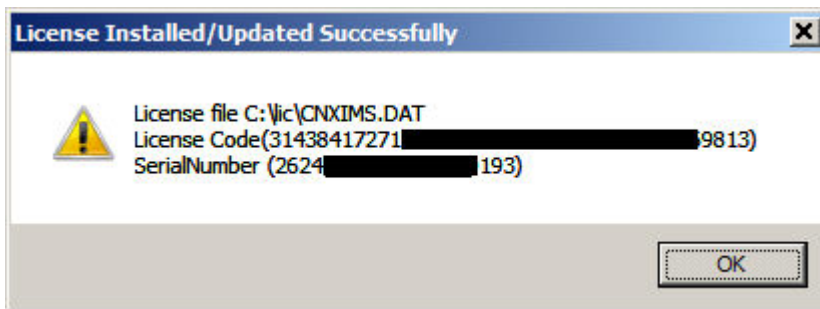 License Installed/Updated Successfully
License file C:\lic\CNXIMS.DAT
License Code(31438417271 9813)
SerialNumber (2624 193)
OK